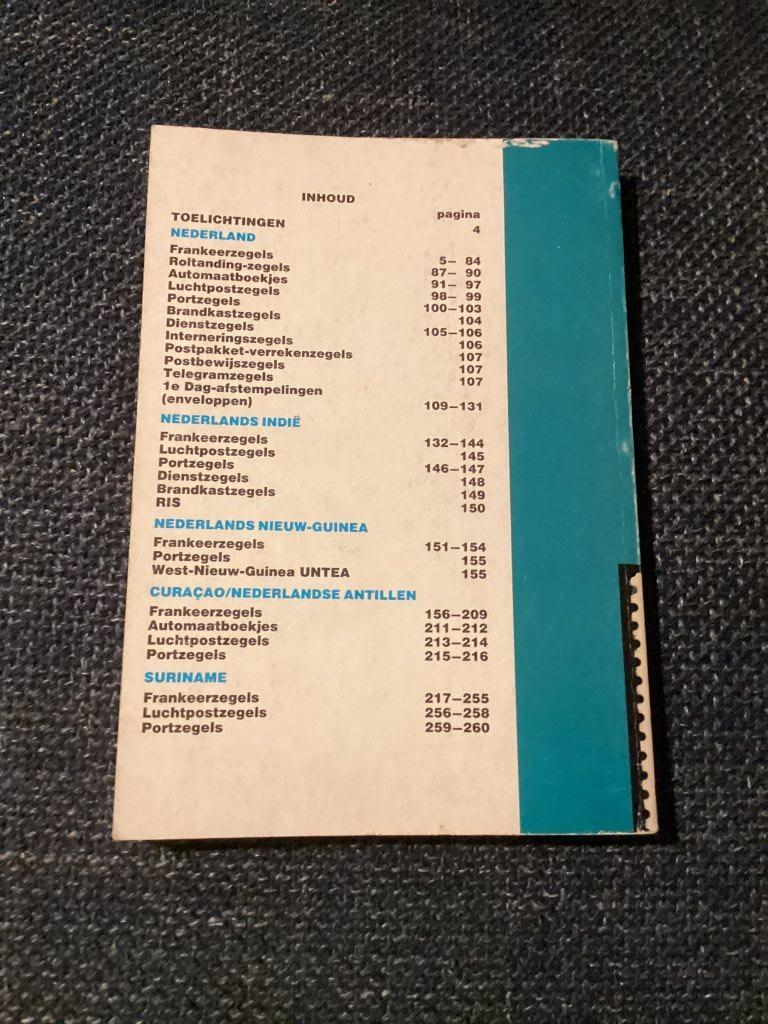 INHOUD
pagina
TOELICHTINGEN 4
NEDERLAND
Frankeerzegels 5– 84
Roltanding-zegels 87– 90
Automaatboekjes 91– 97
Luchtpostzegels 98– 99
Portzegels 100–103
Brandkastzegels 104
Dienstzegels 105–106
Interneringszegels 106
Postpakket-verrekenzegels 107
Postbewijszegels 107
Telegramzegels 107
1e Dag-afstempelingen
(enveloppen) 109–131
NEDERLANDS INDIË
Frankeerzegels 132–144
Luchtpostzegels 145
Portzegels 146–147
Dienstzegels 148
Brandkastzegels 149
RIS 150
NEDERLANDS NIEUW-GUINEA
Frankeerzegels 151–154
Portzegels 155
West-Nieuw-Guinea UNTEA 155
CURAÇAO/NEDERLANDSE ANTILLEN
Frankeerzegels 156–209
Automaatboekjes 211–212
Luchtpostzegels 213–214
Portzegels 215–216
SURINAME
Frankeerzegels 217–255
Luchtpostzegels 256–258
Portzegels 259–260